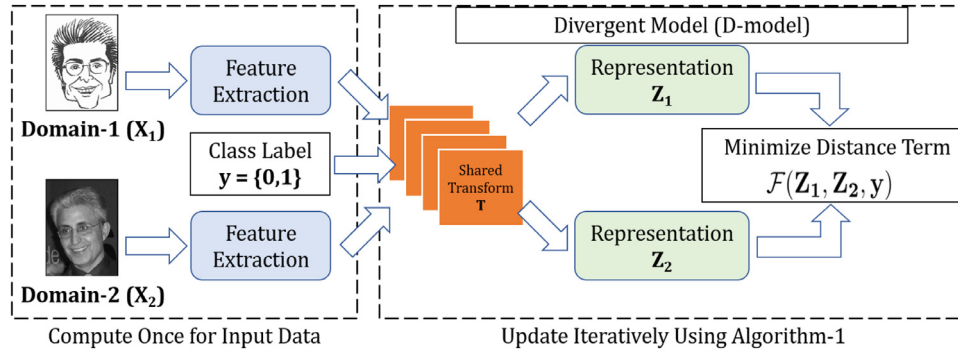 Divergent Model (D-model)
Feature
Extraction
Domain-1 (X₁)
Class Label
y = {0,1}
Feature
Extraction
Domain-2 (X₂)
Shared
Transform
T
Representation
Z₁
Representation
Z₂
Minimize Distance Term
ℱ(Z₁, Z₂, y)
Compute Once for Input Data
Update Iteratively Using Algorithm-1